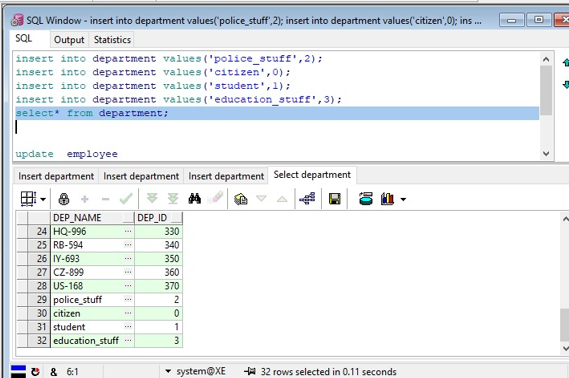 SQL Window - insert into department values('police_stuff',2); insert into department values('citizen',0); ins ...
SQL Output Statistics
insert into department values('police_stuff',2);
insert into department values('citizen',0);
insert into department values('student',1);
insert into department values('education_stuff',3);
select* from department;
update employee
Insert department Insert department Insert department Select department
DEP_NAME DEP_ID
24 HQ-996 ... 330
25 RB-594 ... 340
26 IY-693 ... 350
27 CZ-899 ... 360
28 US-168 ... 370
29 police_stuff ... 2
30 citizen ... 0
31 student ... 1
32 education_stuff ... 3
& 6:1 system@XE 32 rows selected in 0.11 seconds